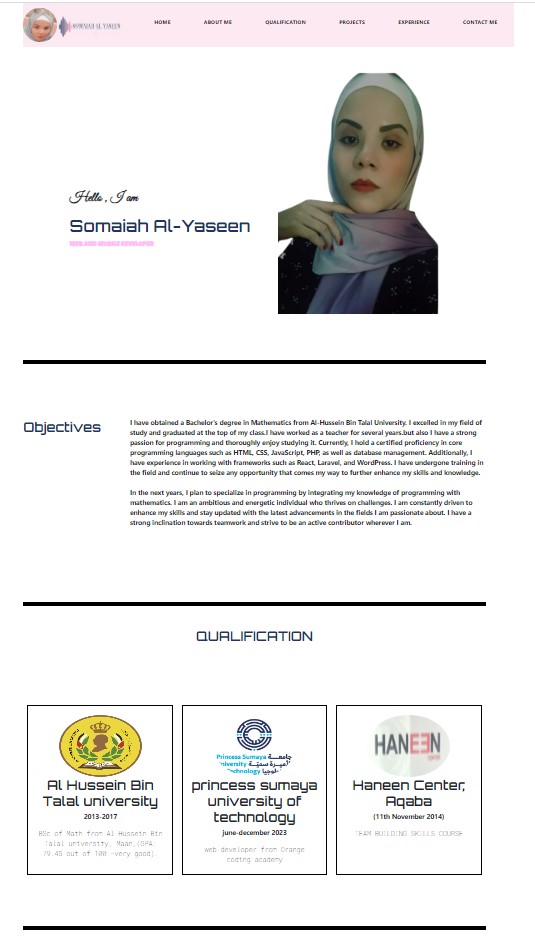 SOMAIAH AL YASEEN
HOME ABOUT ME QUALIFICATION PROJECTS EXPERIENCE CONTACT ME
Hello , I am
Somaiah Al-Yaseen
WEB AND MOBILE DEVELOPER
Objectives
I have obtained a Bachelor's degree in Mathematics from Al-Hussein Bin Talal University. I excelled in my field of
study and graduated at the top of my class.I have worked as a teacher for several years.but also I have a strong
passion for programming and thoroughly enjoy studying it. Currently, I hold a certified proficiency in core
programming languages such as HTML, CSS, JavaScript, PHP, as well as database management. Additionally, I
have experience in working with frameworks such as React, Laravel, and WordPress. I have undergone training in
the field and continue to seize any opportunity that comes my way to further enhance my skills and knowledge.
In the next years, I plan to specialize in programming by integrating my knowledge of programming with
mathematics. I am an ambitious and energetic individual who thrives on challenges. I am constantly driven to
enhance my skills and stay updated with the latest advancements in the fields I am passionate about. I have a
strong inclination towards teamwork and strive to be an active contributor wherever I am.
QUALIFICATION
Al Hussein Bin
Talal university
2013-2017
BSc of Math from Al Hussein Bin
Talal university, Maan,(GPA:
79.45 out of 100 -very good).
Princess Sumaya جامعـــة
University الأميـرة سميّـة
Technology
princess sumaya
university of
technology
june-december 2023
web developer from Orange
coding academy
HANEEN
Haneen Center,
Aqaba
(11th November 2014)
TEAM BUILDING SKILLS COURSE